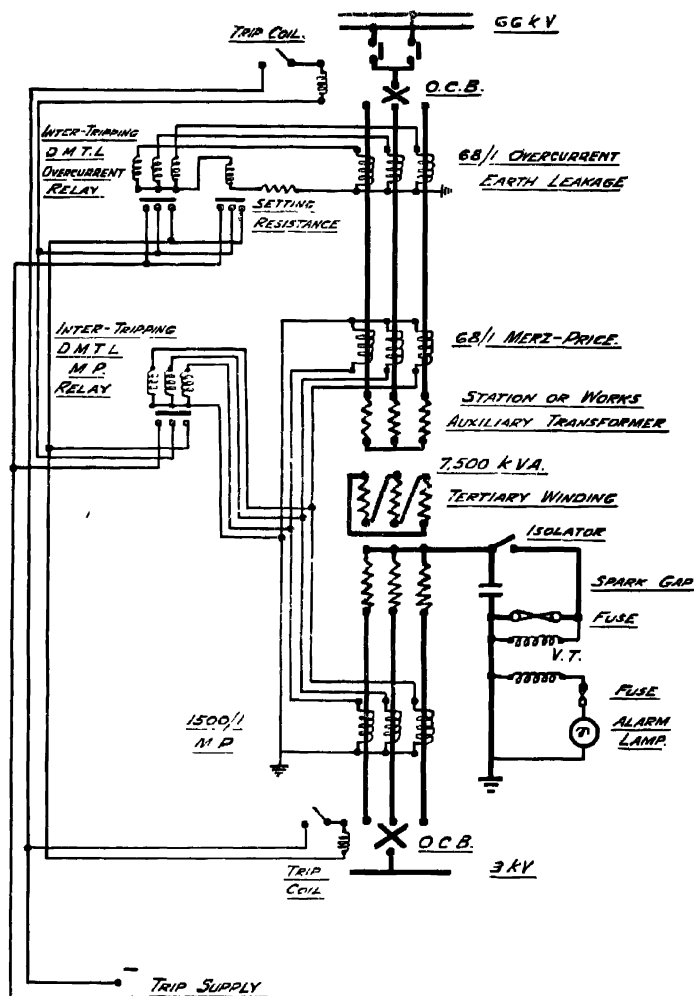 66 kV
TRIP COIL.
O.C.B.
INTER-TRIPPING
D M.T.L
OVERCURRENT
RELAY
68/1 OVERCURRENT
EARTH LEAKAGE
SETTING
RESISTANCE
INTER-TRIPPING
D M T L
M P.
RELAY
68/1 MERZ-PRICE.
STATION OR WORKS
AUXILIARY TRANSFORMER
7,500 kVA.
TERTIARY WINDING
ISOLATOR
SPARK GAP
FUSE
V.T.
FUSE
ALARM
LAMP.
1500/1
M P
O C B.
TRIP
COIL
3 kV
–
TRIP SUPPLY